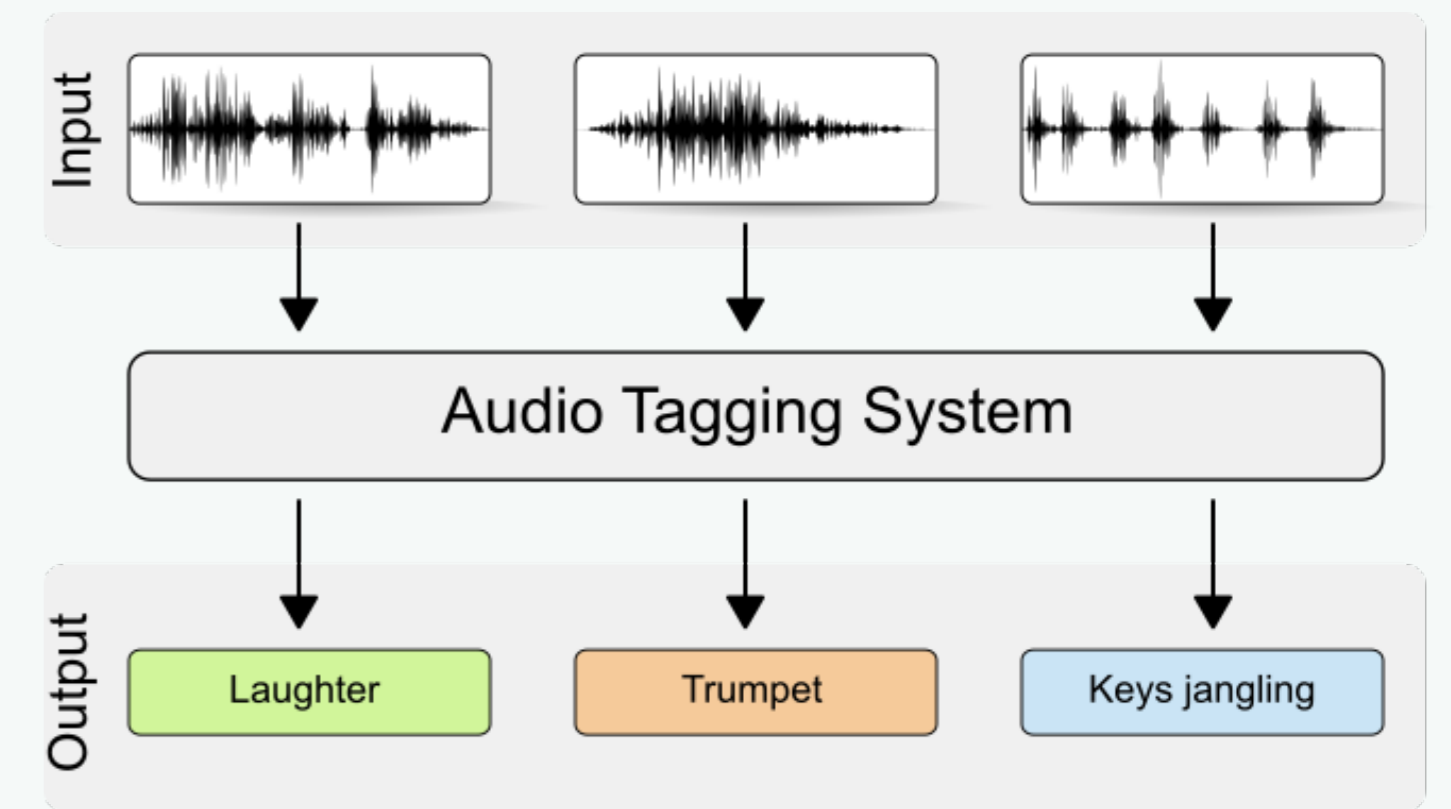 Input
Audio Tagging System
Output
Laughter
Trumpet
Keys jangling